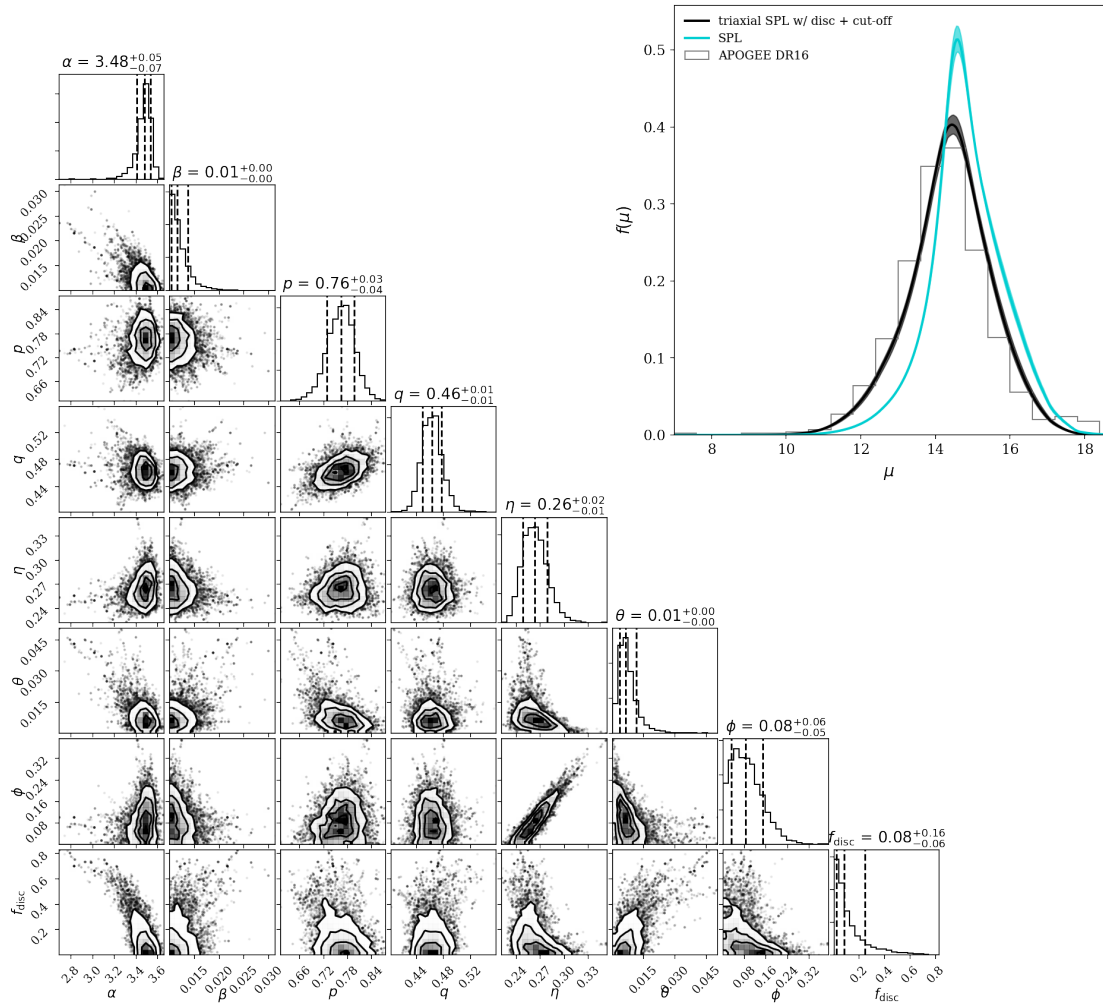 triaxial SPL w/ disc + cut-off
SPL
APOGEE DR16
0.5
0.4
0.3
0.2
0.1
0.0
f(μ)
8 10 12 14 16 18
μ
α = 3.48 +0.05 −0.07
β = 0.01 +0.00 −0.00
0.030
0.025
0.020
0.015
β
p = 0.76 +0.03 −0.04
0.84
0.78
0.72
0.66
p
q = 0.46 +0.01 −0.01
0.52
0.48
0.44
q
η = 0.26 +0.02 −0.01
0.33
0.30
0.27
0.24
η
θ = 0.01 +0.00 −0.00
0.045
0.030
0.015
θ
ϕ = 0.08 +0.06 −0.05
0.32
0.24
0.16
0.08
ϕ
f_disc = 0.08 +0.16 −0.06
0.8
0.6
0.4
0.2
f_disc
2.8 3.0 3.2 3.4 3.6
α
0.015 0.020 0.025 0.030
β
0.66 0.72 0.78 0.84
p
0.44 0.48 0.52
q
0.24 0.27 0.30 0.33
η
0.015 0.030 0.045
θ
0.08 0.16 0.24 0.32
ϕ
0.2 0.4 0.6 0.8
f_disc